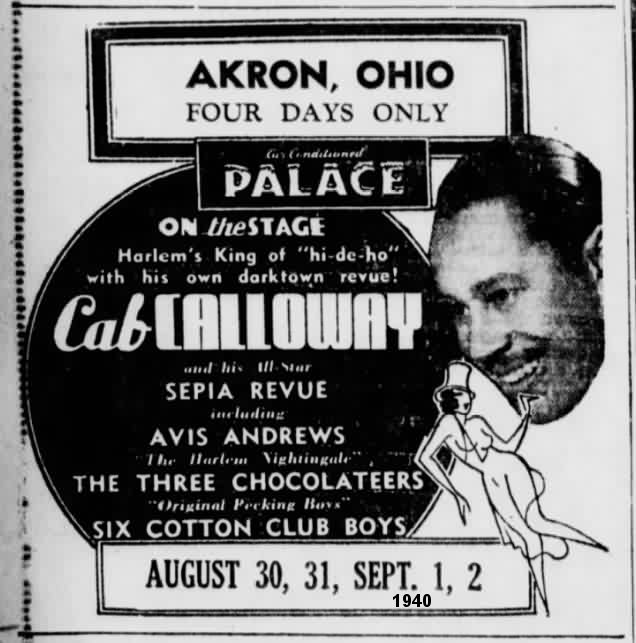 AKRON, OHIO
FOUR DAYS ONLY
Air Conditioned
PALACE
ON the STAGE
Harlem's King of "hi-de-ho"
with his own darktown revue!
Cab CALLOWAY
and his All-Star
SEPIA REVUE
including
AVIS ANDREWS
"The Harlem Nightingale"
THE THREE CHOCOLATEERS
"Original Pecking Boys"
SIX COTTON CLUB BOYS
AUGUST 30, 31, SEPT. 1, 2
1940